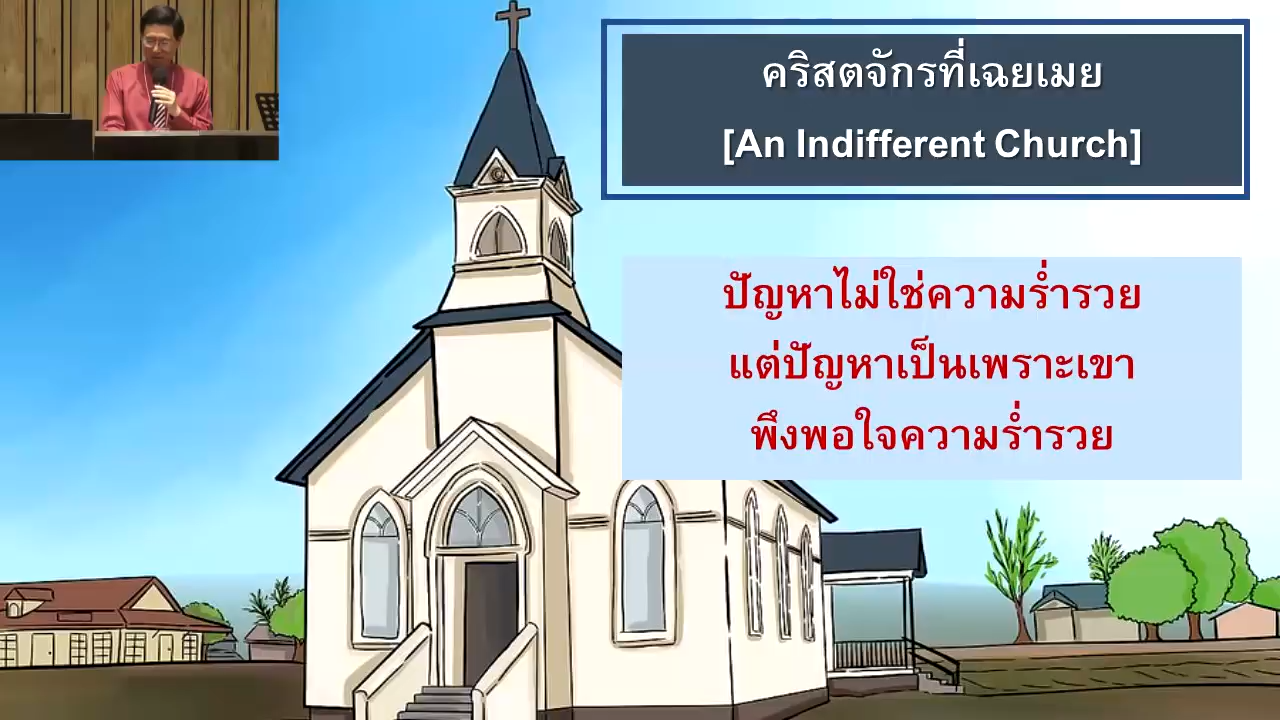 คริสตจักรที่เฉยเมย
[An Indifferent Church]
ปัญหาไม่ใช่ความร่ำรวย
แต่ปัญหาเป็นเพราะเขา
พึงพอใจความร่ำรวย